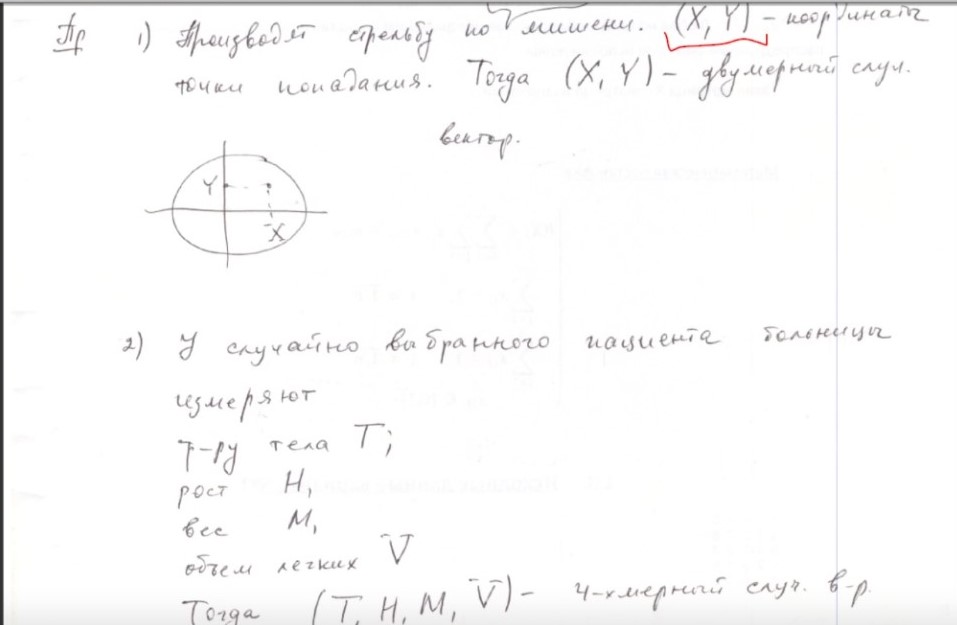 Пр 1) Производят стрельбу по мишени. (X, Y) – координаты
точки попадания. Тогда (X, Y) – двумерный случ.
вектор.
Y
X
2) У случайно выбранного пациента больницы
измеряют
т-ру тела T;
рост H,
вес M,
объем легких V
Тогда (T, H, M, V) – 4-хмерный случ. в-р.